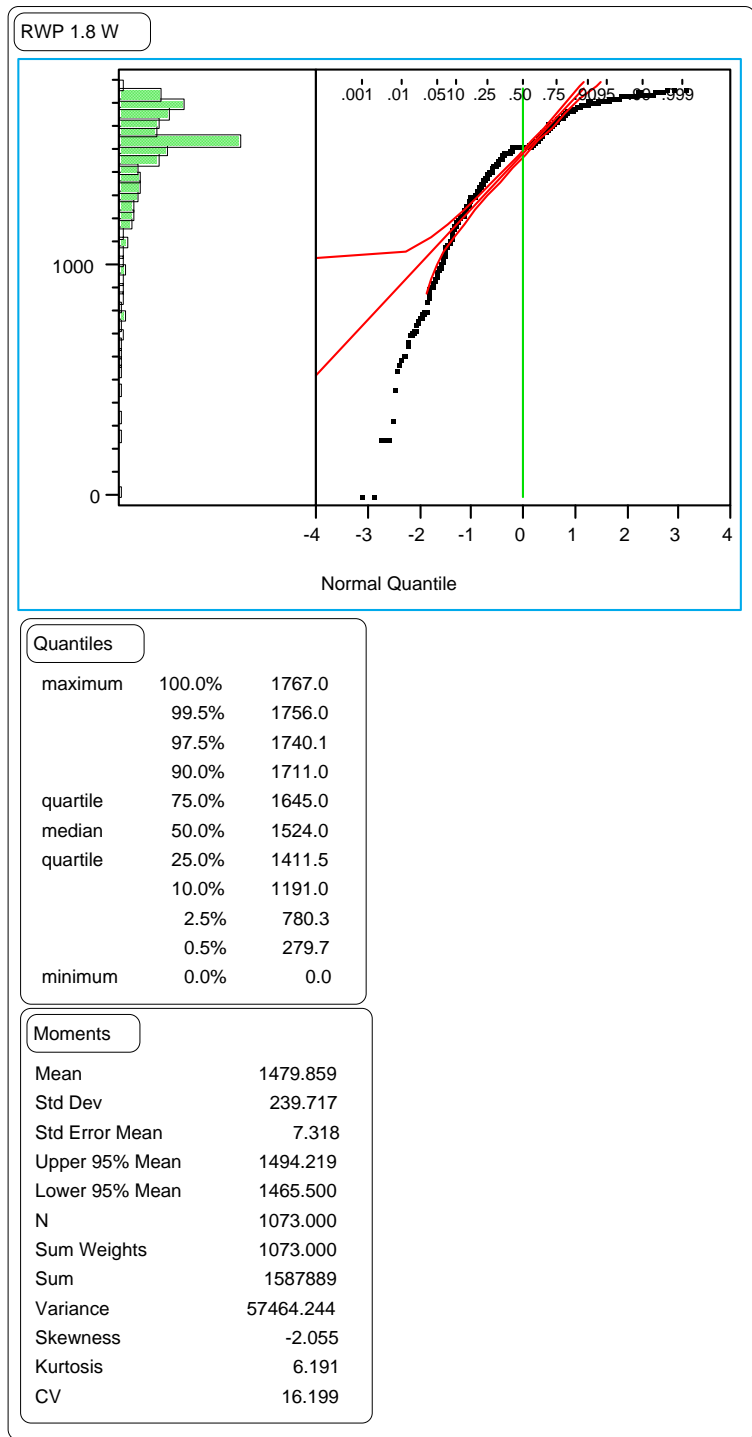 RWP 1.8 W
.001 .01 .05 .10 .25 .50 .75 .90 .95 .99 .999
1000
0
-4 -3 -2 -1 0 1 2 3 4
Normal Quantile
Quantiles
maximum 100.0% 1767.0
99.5% 1756.0
97.5% 1740.1
90.0% 1711.0
quartile 75.0% 1645.0
median 50.0% 1524.0
quartile 25.0% 1411.5
10.0% 1191.0
2.5% 780.3
0.5% 279.7
minimum 0.0% 0.0
Moments
Mean 1479.859
Std Dev 239.717
Std Error Mean 7.318
Upper 95% Mean 1494.219
Lower 95% Mean 1465.500
N 1073.000
Sum Weights 1073.000
Sum 1587889
Variance 57464.244
Skewness -2.055
Kurtosis 6.191
CV 16.199